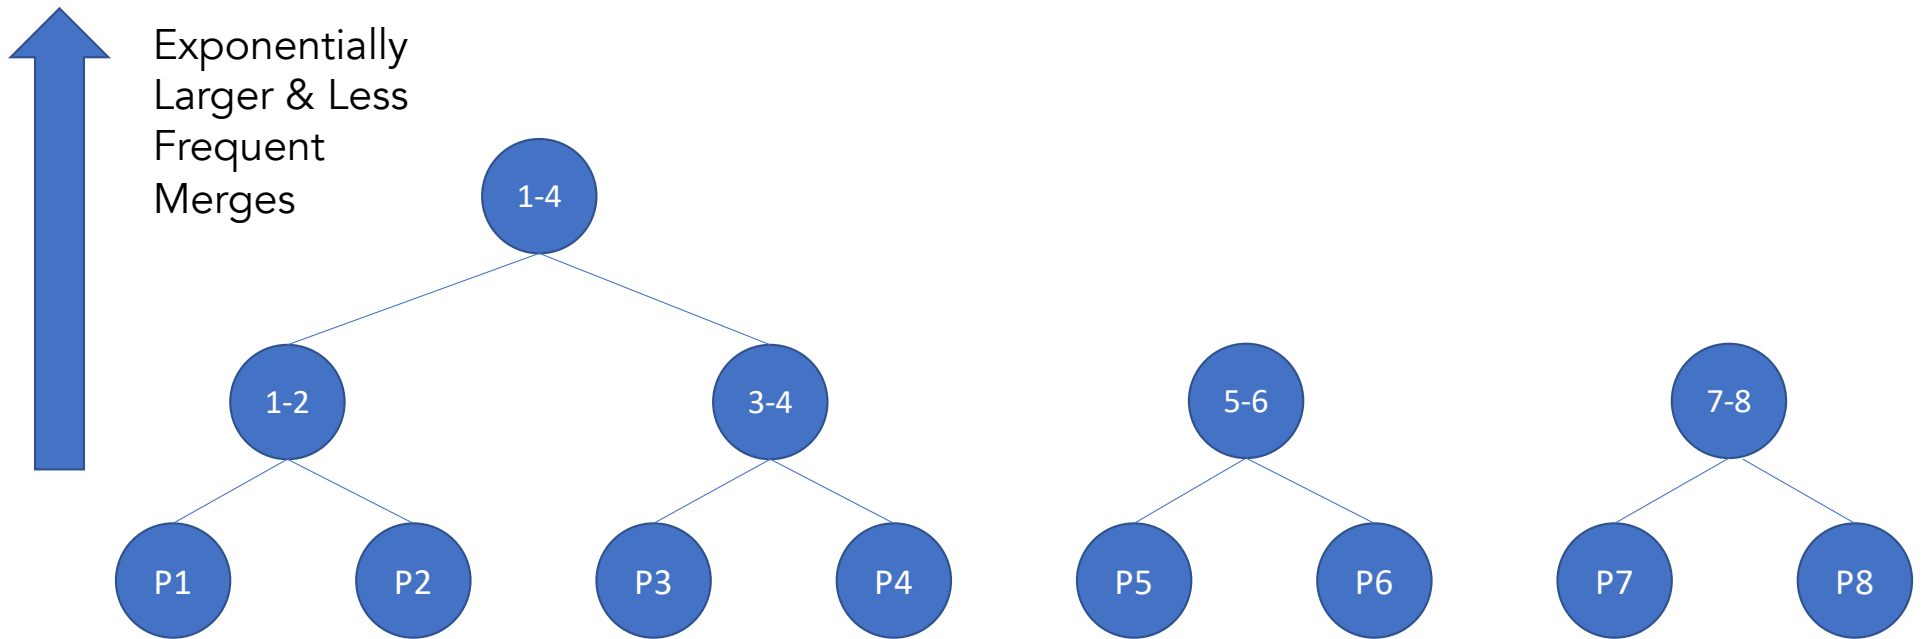 Exponentially
Larger & Less
Frequent
Merges
1-4
1-2
3-4
5-6
7-8
P1
P2
P3
P4
P5
P6
P7
P8